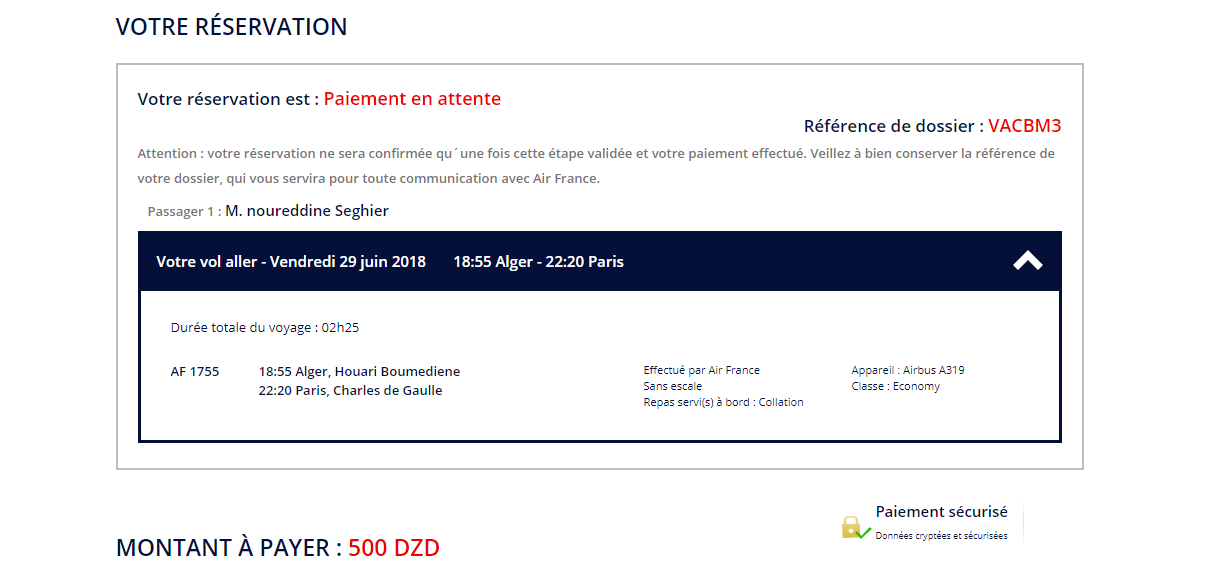 VOTRE RÉSERVATION
Votre réservation est : Paiement en attente
Référence de dossier : VACBM3
Attention : votre réservation ne sera confirmée qu´une fois cette étape validée et votre paiement effectué. Veillez à bien conserver la référence de
votre dossier, qui vous servira pour toute communication avec Air France.
Passager 1 : M. noureddine Seghier
Votre vol aller - Vendredi 29 juin 2018 18:55 Alger - 22:20 Paris
Durée totale du voyage : 02h25
AF 1755
18:55 Alger, Houari Boumediene
22:20 Paris, Charles de Gaulle
Effectué par Air France
Sans escale
Repas servi(s) à bord : Collation
Appareil : Airbus A319
Classe : Economy
Paiement sécurisé
Données cryptées et sécurisées
MONTANT À PAYER : 500 DZD